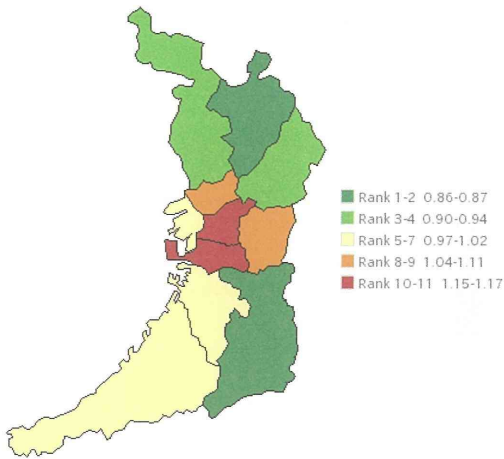 Rank 1-2 0.86-0.87
Rank 3-4 0.90-0.94
Rank 5-7 0.97-1.02
Rank 8-9 1.04-1.11
Rank 10-11 1.15-1.17